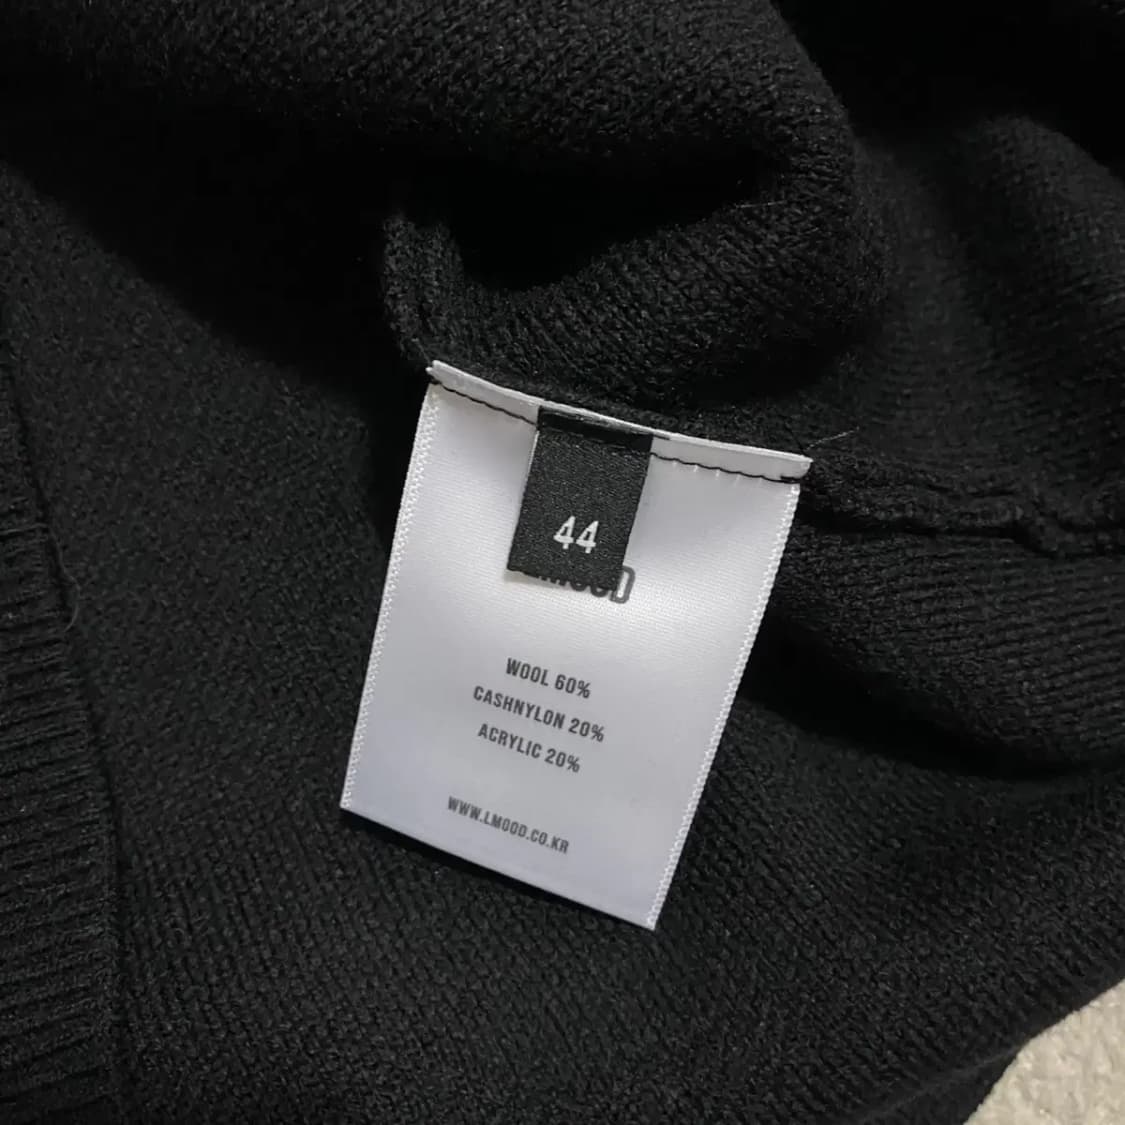 44
WOOL 60%
CASHNYLON 20%
ACRYLIC 20%
WWW.LMOOD.CO.KR